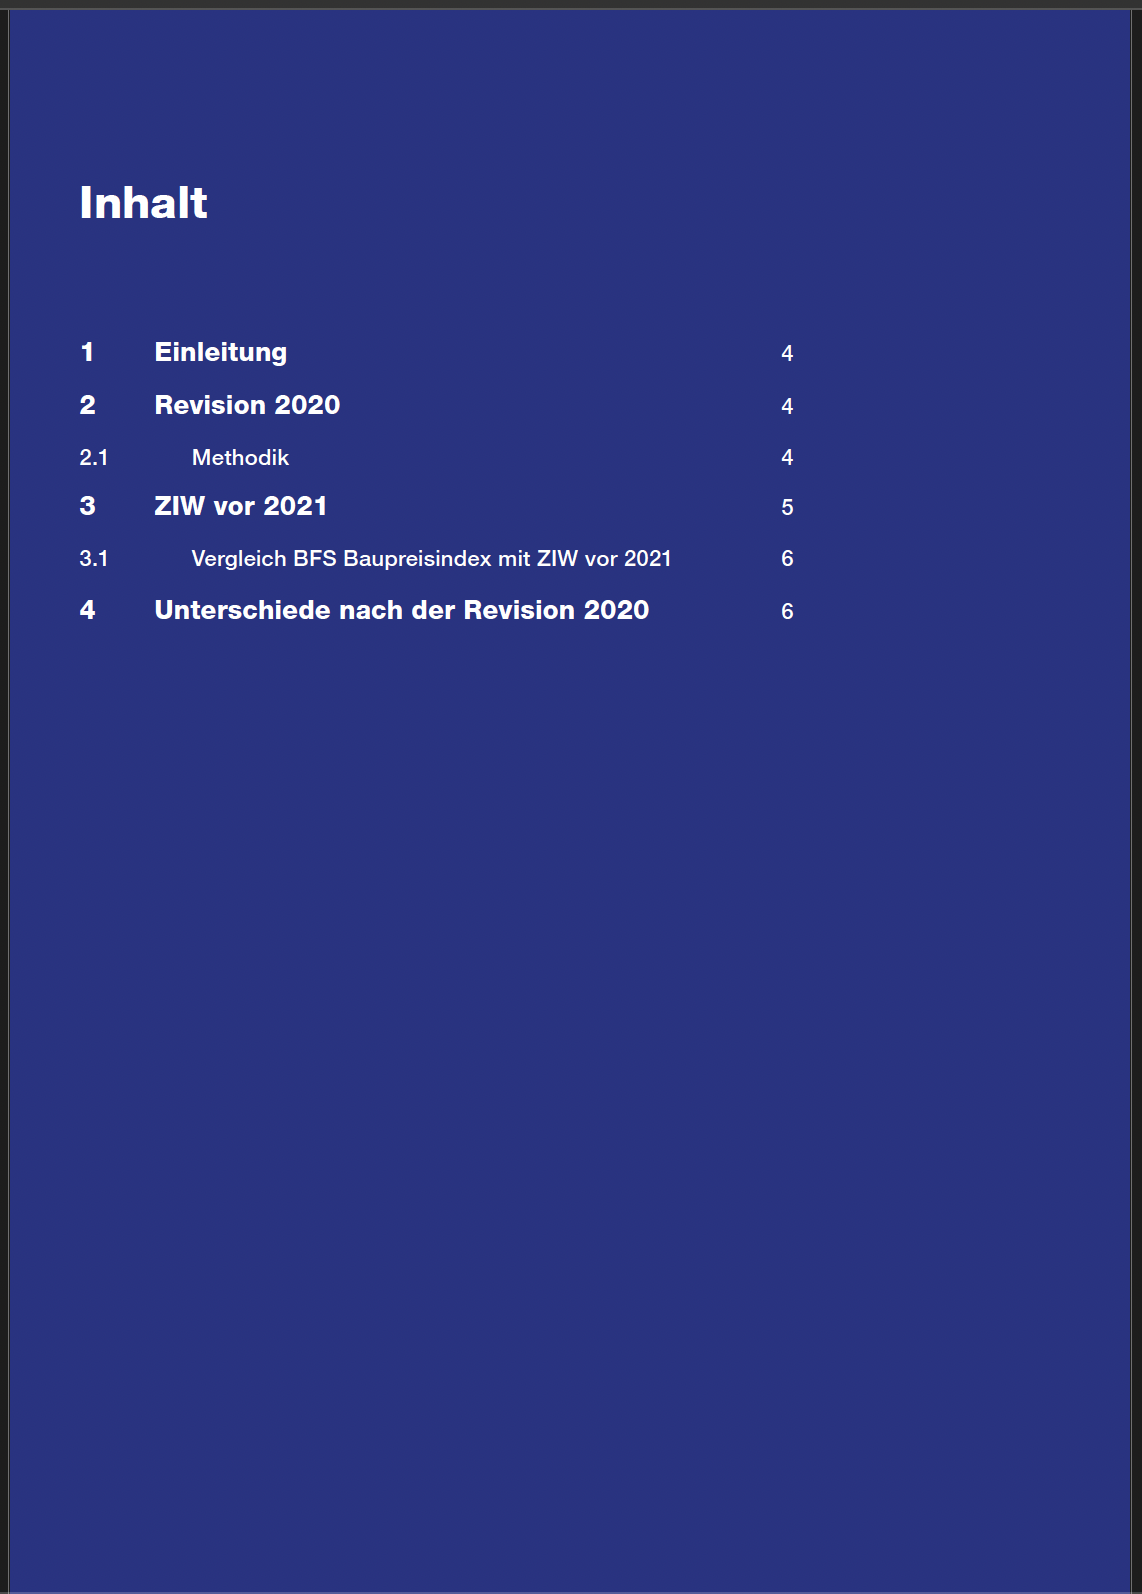 Inhalt
1 Einleitung 4
2 Revision 2020 4
2.1 Methodik 4
3 ZIW vor 2021 5
3.1 Vergleich BFS Baupreisindex mit ZIW vor 2021 6
4 Unterschiede nach der Revision 2020 6